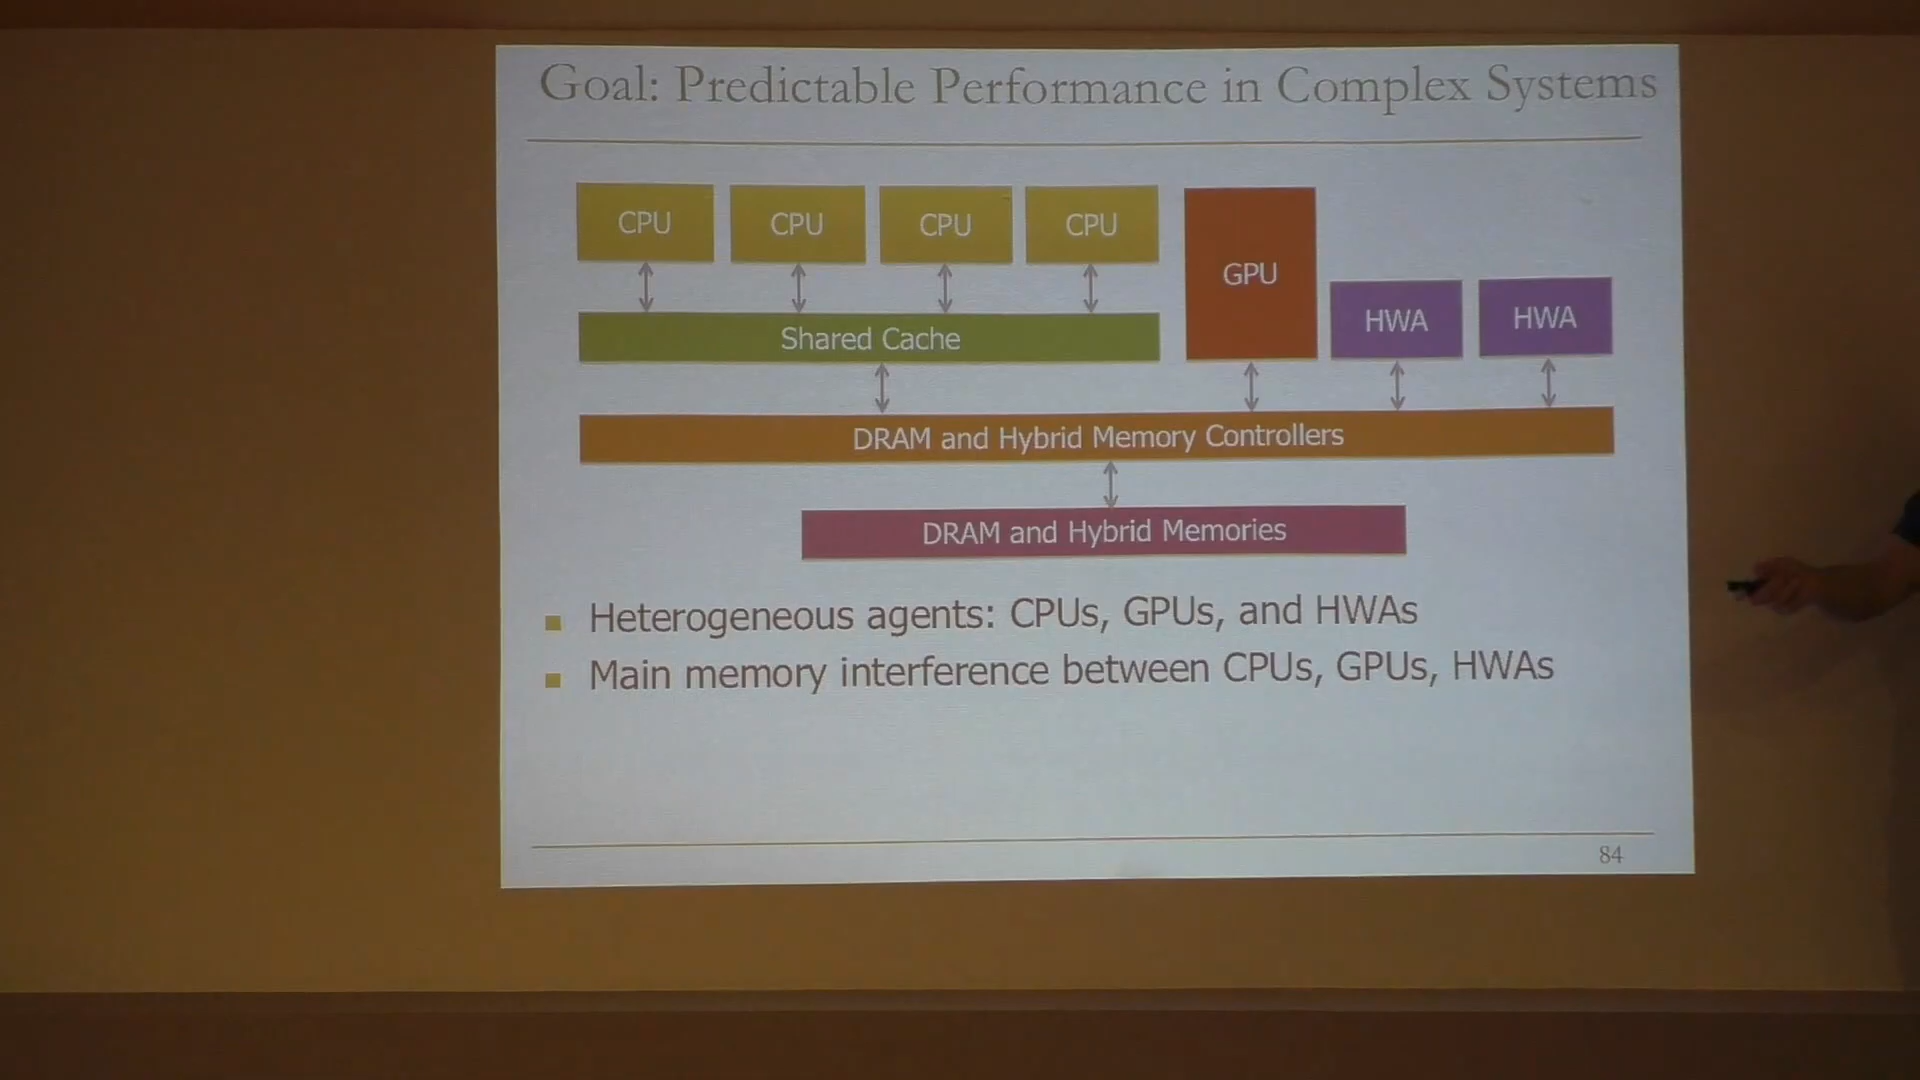 Goal: Predictable Performance in Complex Systems
CPU
CPU
CPU
CPU
GPU
HWA
HWA
Shared Cache
DRAM and Hybrid Memory Controllers
DRAM and Hybrid Memories
Heterogeneous agents: CPUs, GPUs, and HWAs
Main memory interference between CPUs, GPUs, HWAs
84